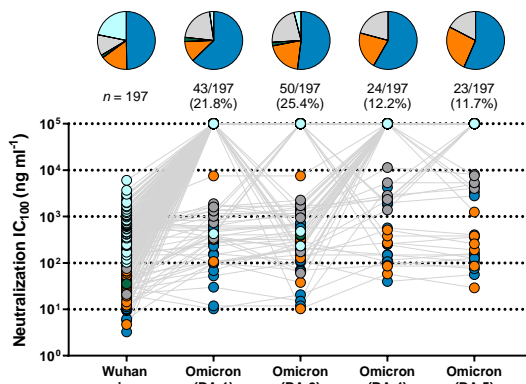 n = 197
43/197 50/197 24/197 23/197
(21.8%) (25.4%) (12.2%) (11.7%)
Neutralization IC100 (ng ml-1)
10^5
10^4
10^3
10^2
10^1
10^0
Wuhan Omicron Omicron Omicron Omicron